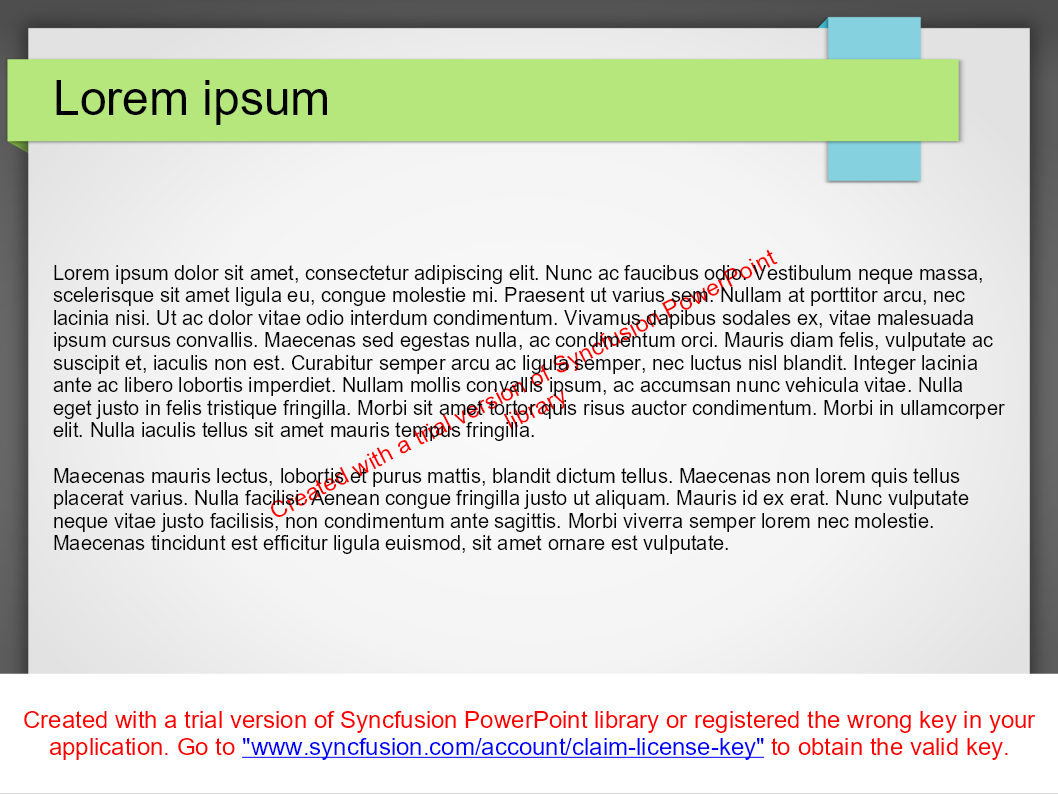 Lorem ipsum
Lorem ipsum dolor sit amet, consectetur adipiscing elit. Nunc ac faucibus odio. Vestibulum neque massa,
scelerisque sit amet ligula eu, congue molestie mi. Praesent ut varius sem. Nullam at porttitor arcu, nec
lacinia nisi. Ut ac dolor vitae odio interdum condimentum. Vivamus dapibus sodales ex, vitae malesuada
ipsum cursus convallis. Maecenas sed egestas nulla, ac condimentum orci. Mauris diam felis, vulputate ac
suscipit et, iaculis non est. Curabitur semper arcu ac ligula semper, nec luctus nisl blandit. Integer lacinia
ante ac libero lobortis imperdiet. Nullam mollis convallis ipsum, ac accumsan nunc vehicula vitae. Nulla
eget justo in felis tristique fringilla. Morbi sit amet tortor quis risus auctor condimentum. Morbi in ullamcorper
elit. Nulla iaculis tellus sit amet mauris tempus fringilla.
Maecenas mauris lectus, lobortis et purus mattis, blandit dictum tellus. Maecenas non lorem quis tellus
placerat varius. Nulla facilisi. Aenean congue fringilla justo ut aliquam. Mauris id ex erat. Nunc vulputate
neque vitae justo facilisis, non condimentum ante sagittis. Morbi viverra semper lorem nec molestie.
Maecenas tincidunt est efficitur ligula euismod, sit amet ornare est vulputate.
Created with a trial version of Syncfusion PowerPoint
library
Created with a trial version of Syncfusion PowerPoint library or registered the wrong key in your
application. Go to "www.syncfusion.com/account/claim-license-key" to obtain the valid key.